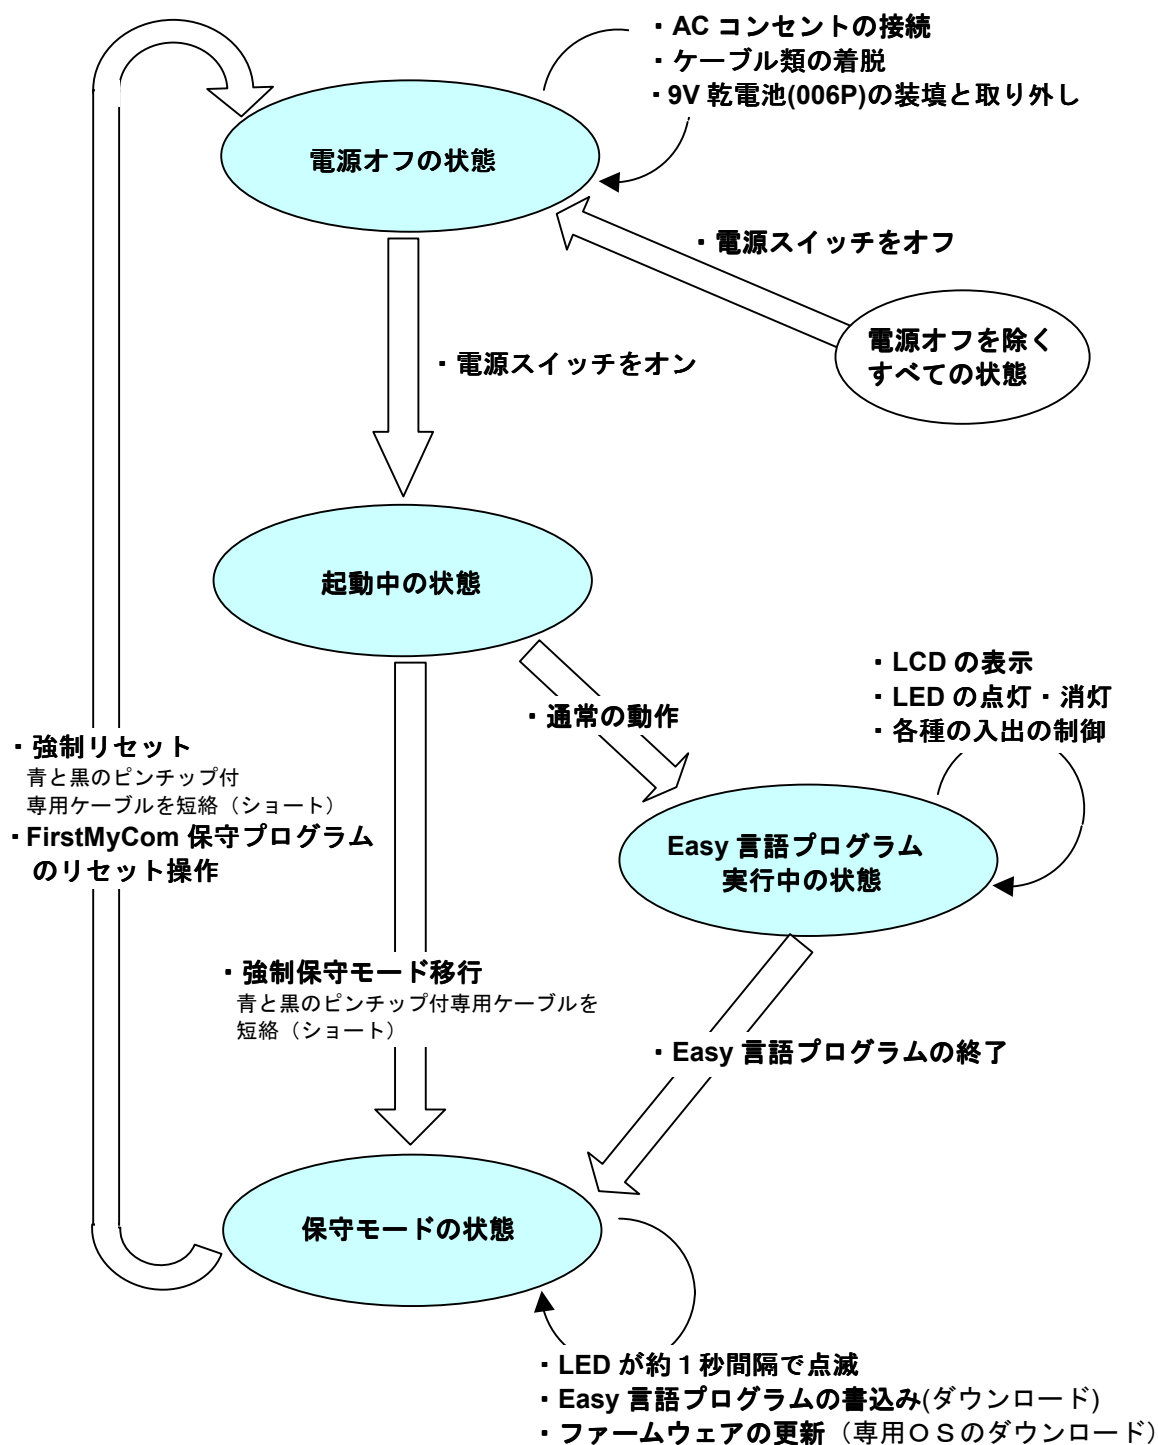 ・AC コンセントの接続
・ケーブル類の着脱
・9V 乾電池(006P)の装填と取り外し
電源オフの状態
・電源スイッチをオフ
電源オフを除く
すべての状態
・電源スイッチをオン
起動中の状態
・LCD の表示
・LED の点灯・消灯
・各種の入出の制御
・通常の動作
・強制リセット
青と黒のピンチップ付
専用ケーブルを短絡（ショート）
・FirstMyCom 保守プログラム
のリセット操作
Easy 言語プログラム
実行中の状態
・強制保守モード移行
青と黒のピンチップ付専用ケーブルを
短絡（ショート）
・Easy 言語プログラムの終了
保守モードの状態
・LED が約１秒間隔で点滅
・Easy 言語プログラムの書込み(ダウンロード)
・ファームウェアの更新（専用ＯＳのダウンロード）